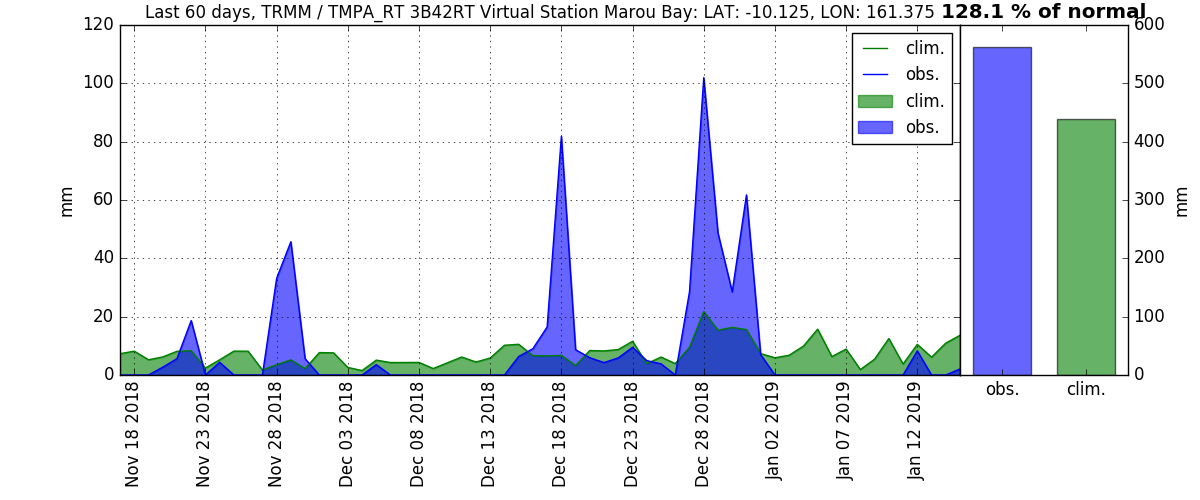 Last 60 days, TRMM / TMPA_RT 3B42RT Virtual Station Marou Bay: LAT: -10.125, LON: 161.375 128.1 % of normal
120
100
80
60
40
20
0
mm
clim.
obs.
clim.
obs.
Nov 18 2018
Nov 23 2018
Nov 28 2018
Dec 03 2018
Dec 08 2018
Dec 13 2018
Dec 18 2018
Dec 23 2018
Dec 28 2018
Jan 02 2019
Jan 07 2019
Jan 12 2019
600
500
400
300
200
100
0
mm
obs.
clim.